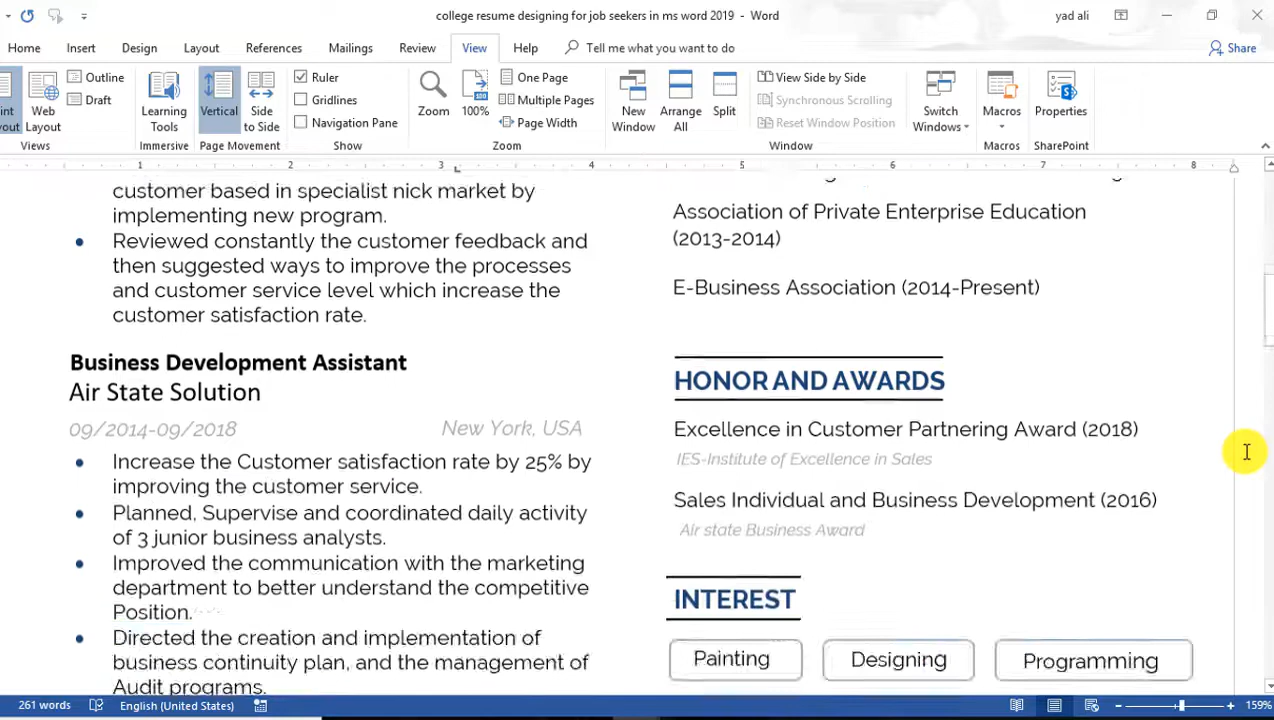 college resume designing for job seekers in ms word 2019 - Word
yad ali
Home Insert Design Layout References Mailings Review View Help Tell me what you want to do Share
Web Layout
Outline
Draft
Views
Learning Tools
Immersive
Vertical
Side to Side
Page Movement
Ruler
Gridlines
Navigation Pane
Show
Zoom
100%
One Page
Multiple Pages
Page Width
Zoom
New Window
Arrange All
Split
View Side by Side
Synchronous Scrolling
Reset Window Position
Window
Switch Windows
Macros
Macros
Properties
SharePoint
1 2 3 4 5 6 7 8
customer based in specialist nick market by
implementing new program.
Reviewed constantly the customer feedback and
then suggested ways to improve the processes
and customer service level which increase the
customer satisfaction rate.
Business Development Assistant
Air State Solution
09/2014-09/2018 New York, USA
Increase the Customer satisfaction rate by 25% by
improving the customer service.
Planned, Supervise and coordinated daily activity
of 3 junior business analysts.
Improved the communication with the marketing
department to better understand the competitive
Position.
Directed the creation and implementation of
business continuity plan, and the management of
Audit programs.
Association of Private Enterprise Education
(2013-2014)
E-Business Association (2014-Present)
HONOR AND AWARDS
Excellence in Customer Partnering Award (2018)
IES-Institute of Excellence in Sales
Sales Individual and Business Development (2016)
Air state Business Award
INTEREST
Painting Designing Programming
261 words English (United States) 159%